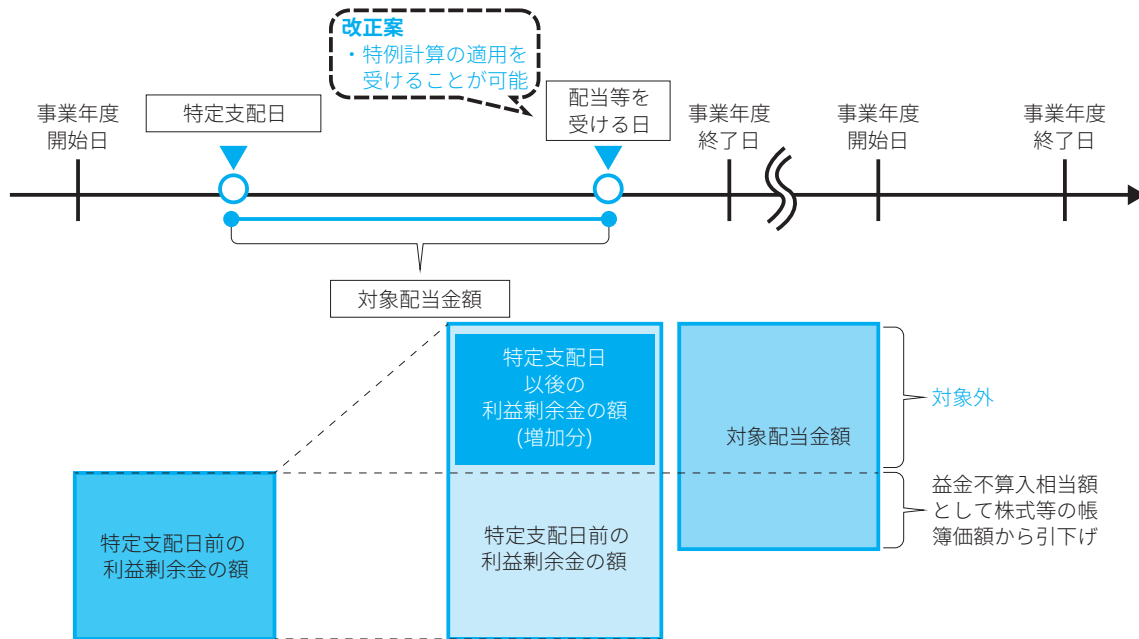 改正案
・特例計算の適用を
受けることが可能
事業年度
開始日
特定支配日
配当等を
受ける日
事業年度
終了日
事業年度
開始日
事業年度
終了日
対象配当金額
特定支配日
以後の
利益剰余金の額
(増加分)
対象配当金額
対象外
特定支配日前の
利益剰余金の額
特定支配日前の
利益剰余金の額
益金不算入相当額
として株式等の帳
簿価額から引下げ